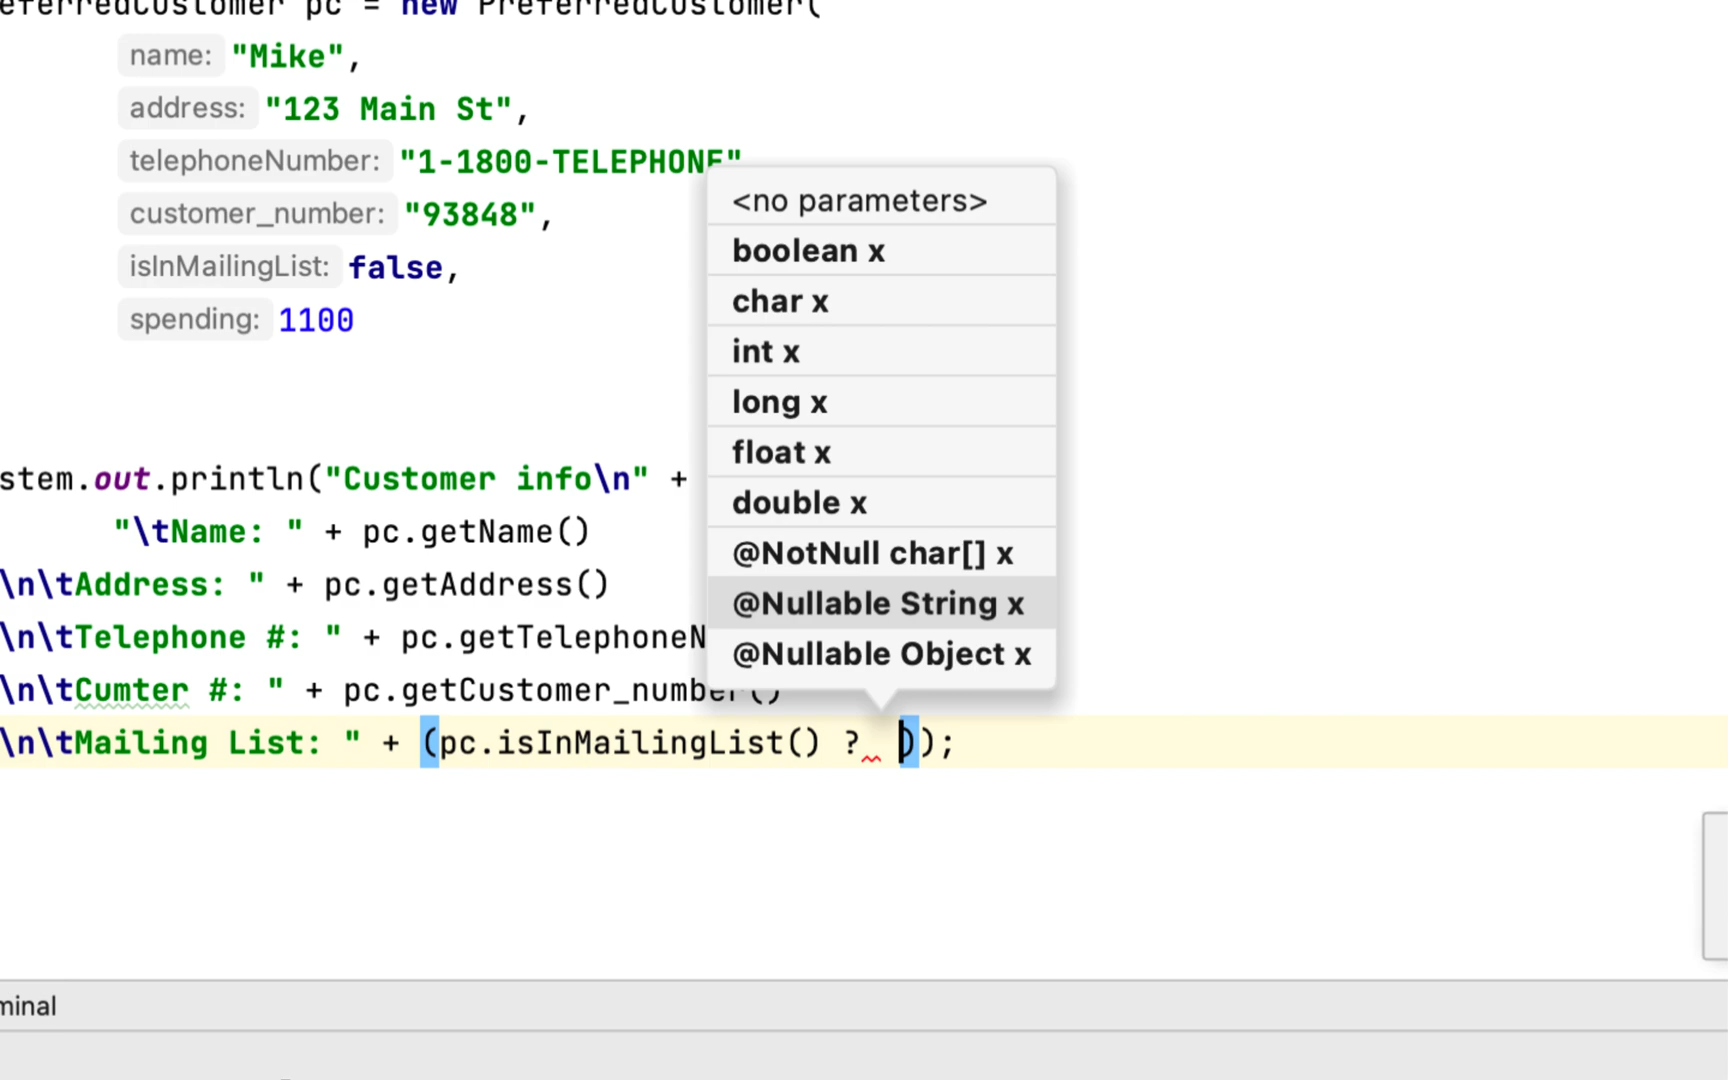 eferredCustomer pc = new PreferredCustomer(
name: "Mike",
address: "123 Main St",
telephoneNumber: "1-1800-TELEPHONE"
customer_number: "93848",
isInMailingList: false,
spending: 1100
<no parameters>
boolean x
char x
int x
long x
float x
double x
@NotNull char[] x
@Nullable String x
@Nullable Object x
stem.out.println("Customer info\n" +
"\tName: " + pc.getName()
\n\tAddress: " + pc.getAddress()
\n\tTelephone #: " + pc.getTelephoneN
\n\tCumter #: " + pc.getCustomer_number()
\n\tMailing List: " + (pc.isInMailingList() ? ));
minal